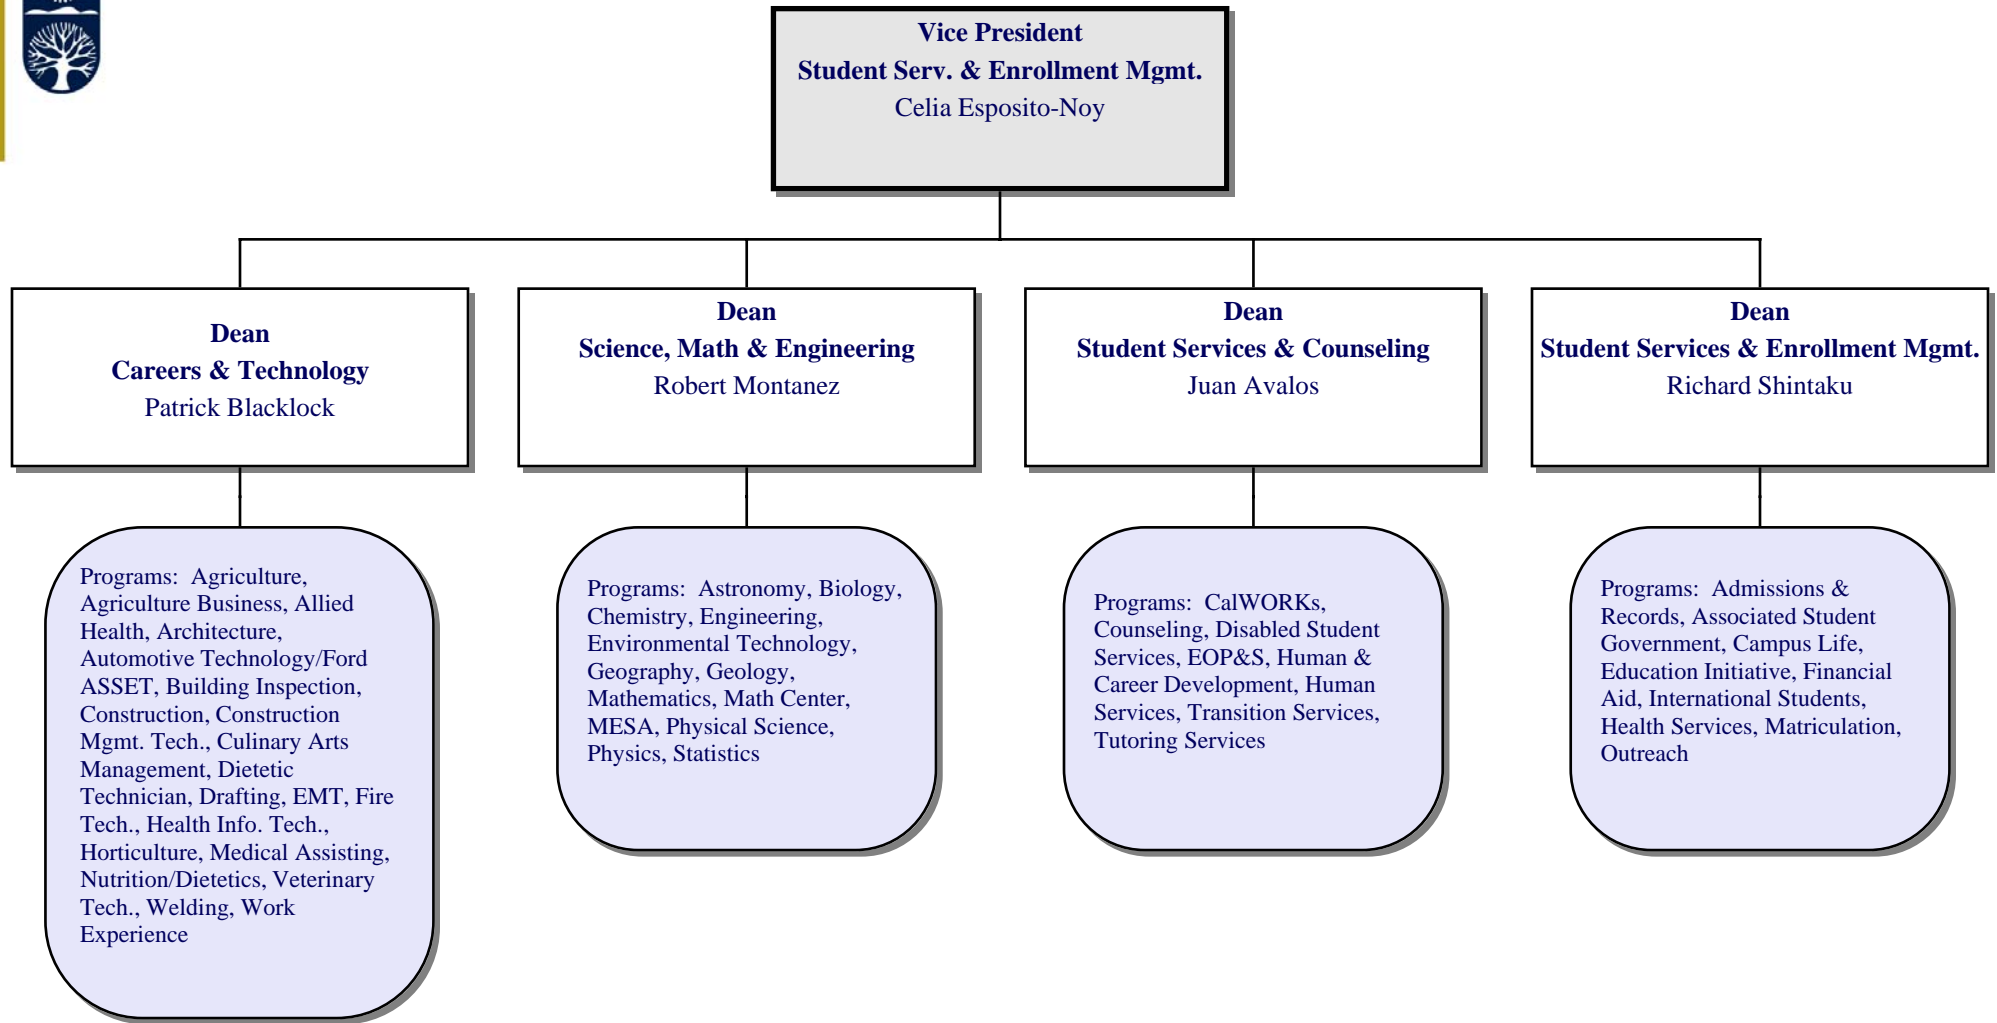 Vice President
Student Serv. & Enrollment Mgmt.
Celia Esposito-Noy
Dean
Careers & Technology
Patrick Blacklock
Dean
Science, Math & Engineering
Robert Montanez
Dean
Student Services & Counseling
Juan Avalos
Dean
Student Services & Enrollment Mgmt.
Richard Shintaku
Programs:  Agriculture,
Agriculture Business, Allied
Health, Architecture,
Automotive Technology/Ford
ASSET, Building Inspection,
Construction, Construction
Mgmt. Tech., Culinary Arts
Management, Dietetic
Technician, Drafting, EMT, Fire
Tech., Health Info. Tech.,
Horticulture, Medical Assisting,
Nutrition/Dietetics, Veterinary
Tech., Welding, Work
Experience
Programs:  Astronomy, Biology,
Chemistry, Engineering,
Environmental Technology,
Geography, Geology,
Mathematics, Math Center,
MESA, Physical Science,
Physics, Statistics
Programs:  CalWORKs,
Counseling, Disabled Student
Services, EOP&S, Human &
Career Development, Human
Services, Transition Services,
Tutoring Services
Programs:  Admissions &
Records, Associated Student
Government, Campus Life,
Education Initiative, Financial
Aid, International Students,
Health Services, Matriculation,
Outreach